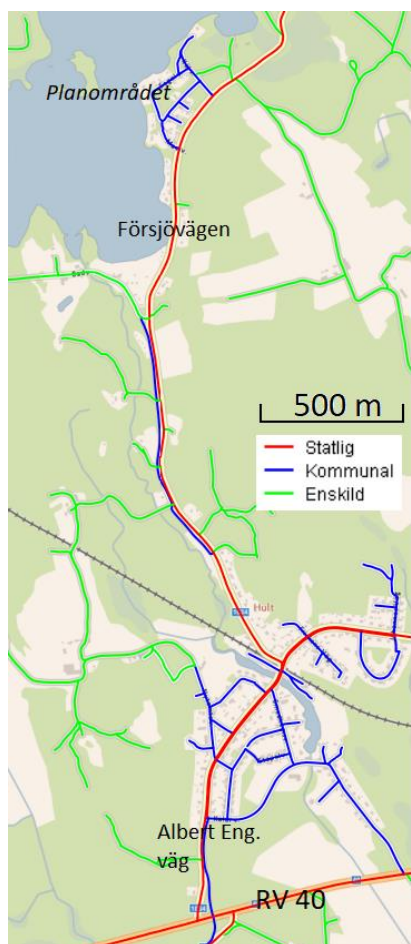 Planområdet
Försjövägen
500 m
Statlig
Kommunal
Enskild
Hult
Albert Eng.
väg
RV 40